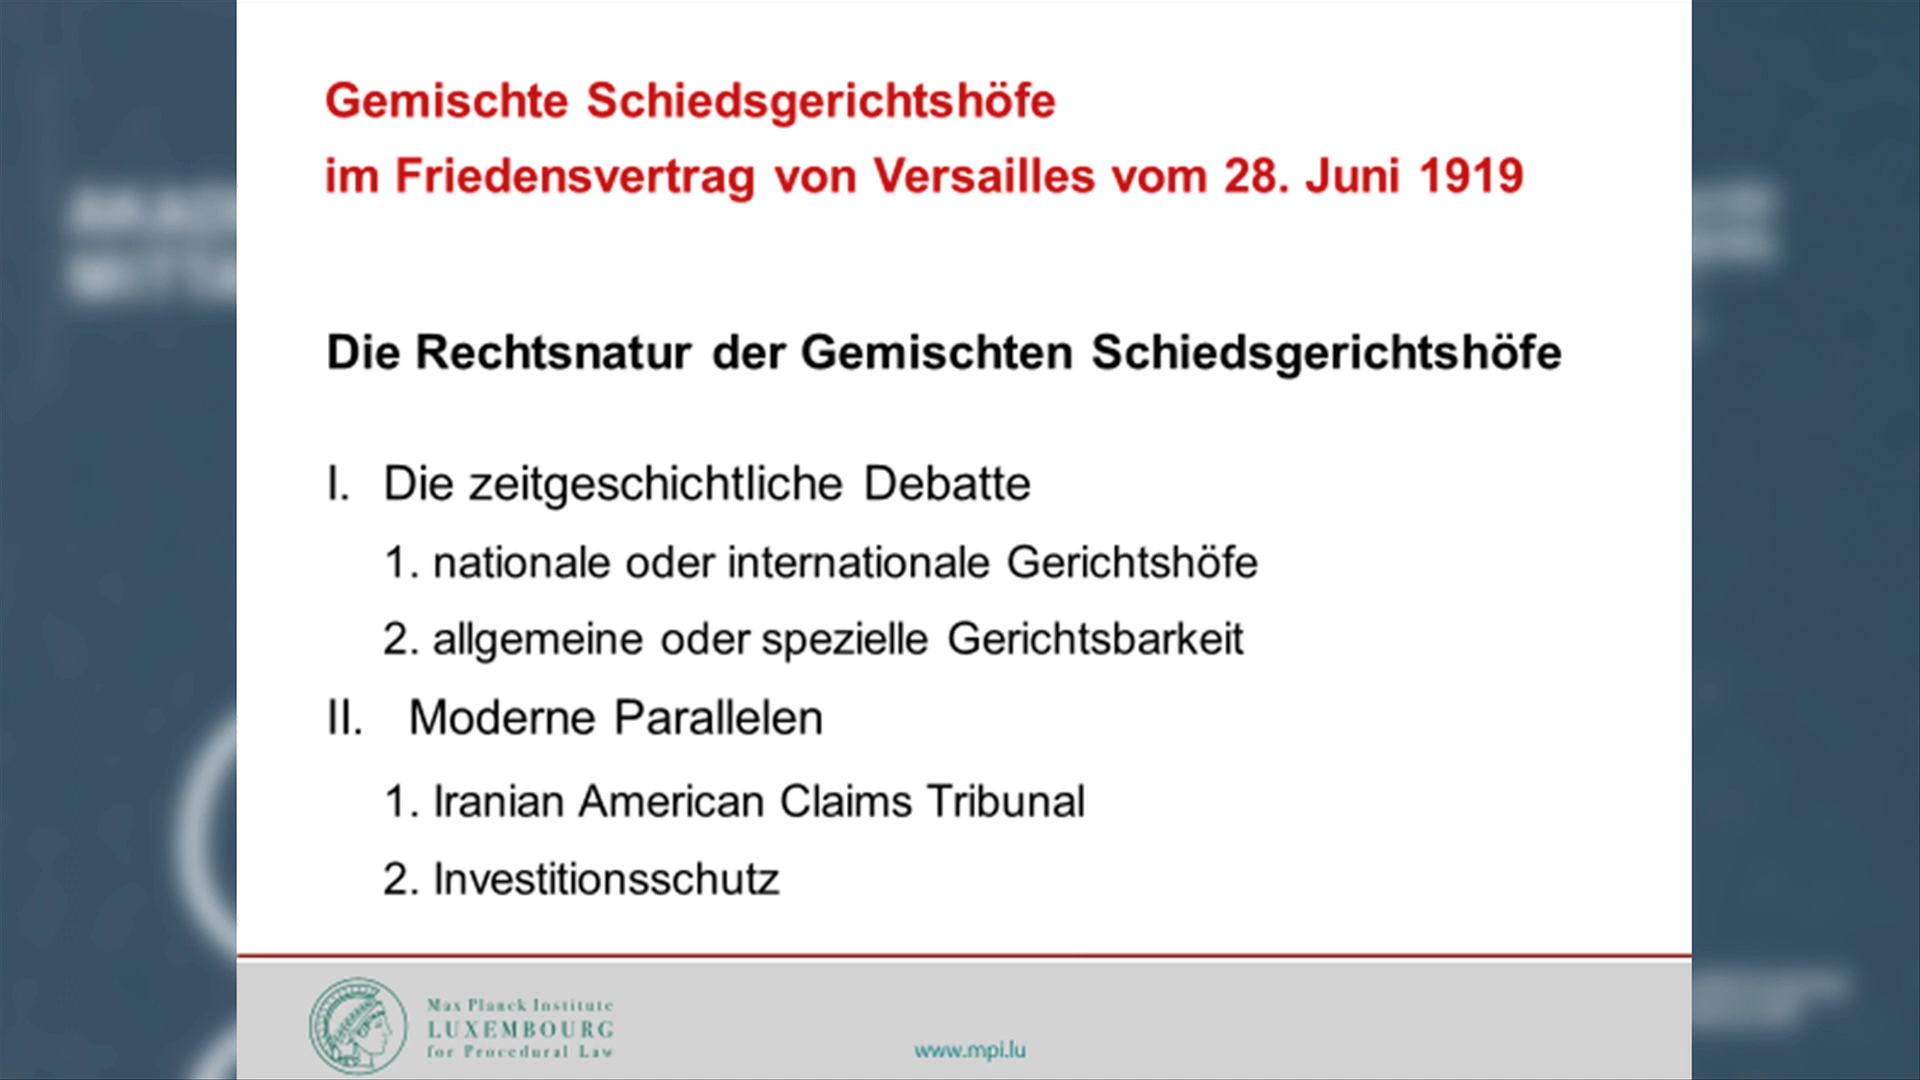 Gemischte Schiedsgerichtshöfe
im Friedensvertrag von Versailles vom 28. Juni 1919
Die Rechtsnatur der Gemischten Schiedsgerichtshöfe
I. Die zeitgeschichtliche Debatte
1. nationale oder internationale Gerichtshöfe
2. allgemeine oder spezielle Gerichtsbarkeit
II. Moderne Parallelen
1. Iranian American Claims Tribunal
2. Investitionsschutz
Max Planck Institute
LUXEMBOURG
for Procedural Law
www.mpi.lu